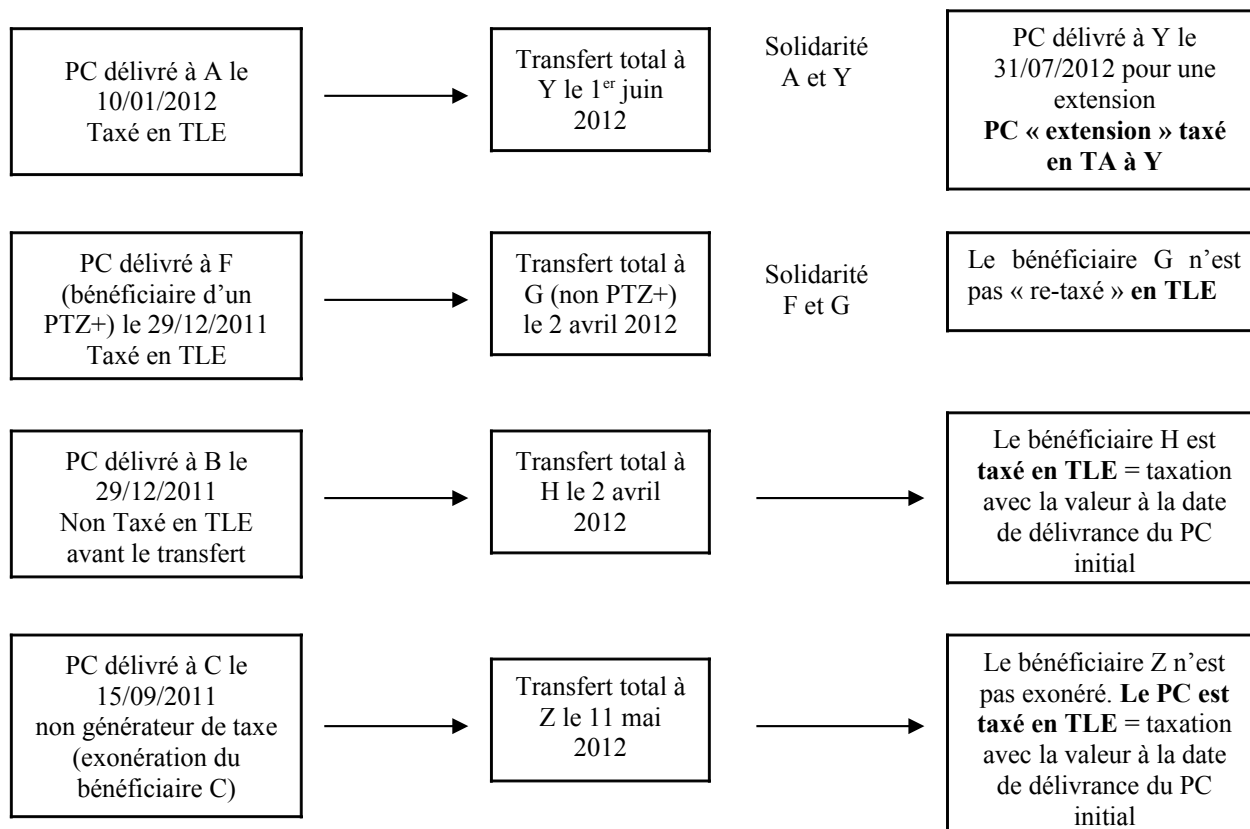 PC délivré à A le
10/01/2012
Taxé en TLE
Transfert total à
Y le 1er juin
2012
Solidarité
A et Y
PC délivré à Y le
31/07/2012 pour une
extension
PC « extension » taxé
en TA à Y
PC délivré à F
(bénéficiaire d'un
PTZ+) le 29/12/2011
Taxé en TLE
Transfert total à
G (non PTZ+)
le 2 avril 2012
Solidarité
F et G
Le bénéficiaire G n'est
pas « re-taxé » en TLE
PC délivré à B le
29/12/2011
Non Taxé en TLE
avant le transfert
Transfert total à
H le 2 avril
2012
Le bénéficiaire H est
taxé en TLE = taxation
avec la valeur à la date
de délivrance du PC
initial
PC délivré à C le
15/09/2011
non générateur de taxe
(exonération du
bénéficiaire C)
Transfert total à
Z le 11 mai
2012
Le bénéficiaire Z n'est
pas exonéré. Le PC est
taxé en TLE = taxation
avec la valeur à la date
de délivrance du PC
initial